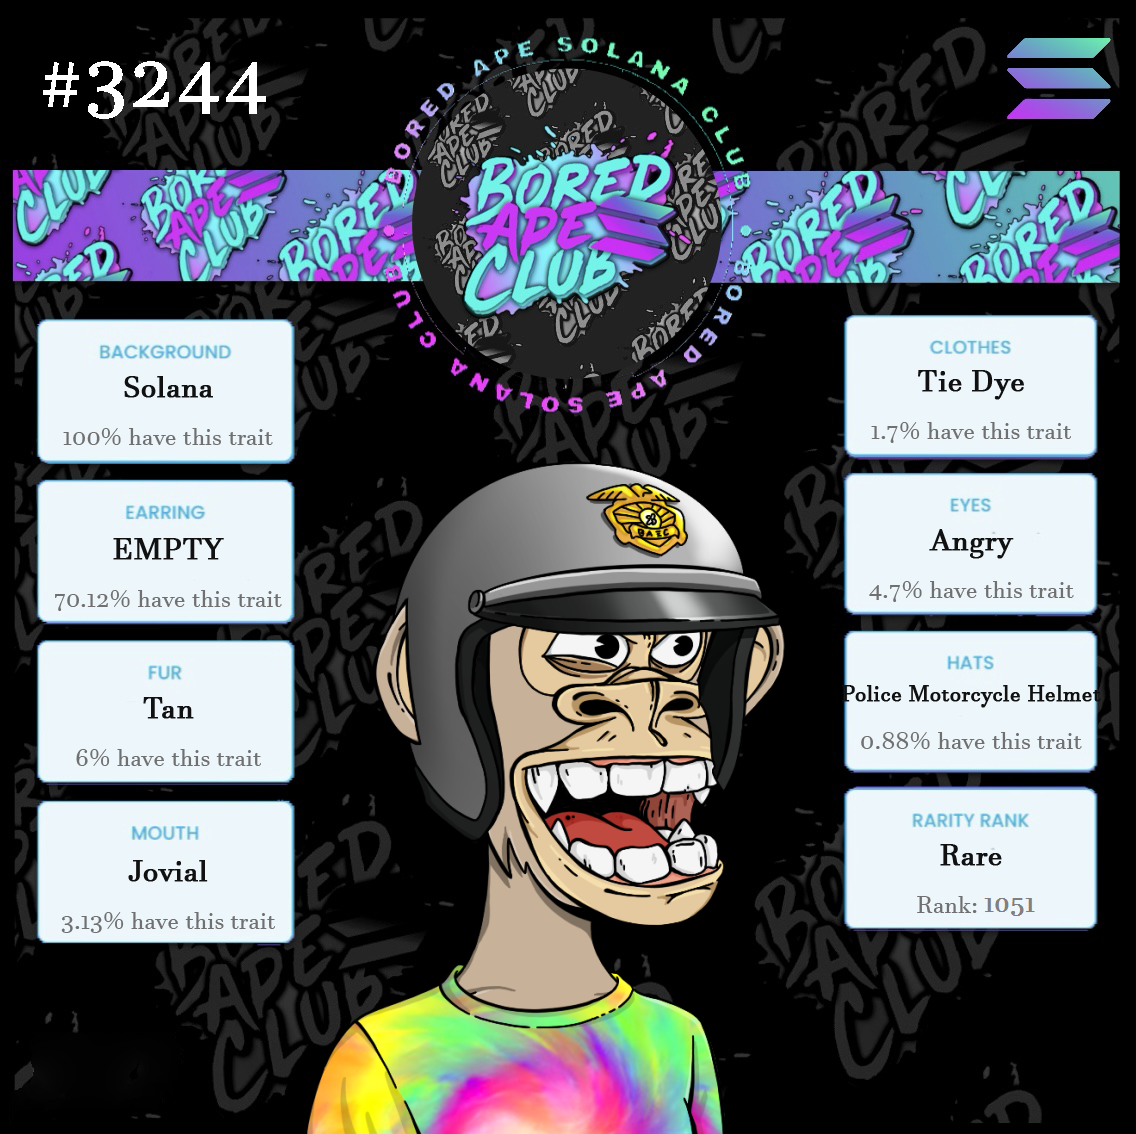 #3244
BORED APE SOLANA CLUB
BORED APE SOLANA CLUB
BORED
APE
CLUB
BACKGROUND
Solana
100% have this trait
EARRING
EMPTY
70.12% have this trait
FUR
Tan
6% have this trait
MOUTH
Jovial
3.13% have this trait
CLOTHES
Tie Dye
1.7% have this trait
EYES
Angry
4.7% have this trait
HATS
Police Motorcycle Helmet
0.88% have this trait
RARITY RANK
Rare
Rank: 1051